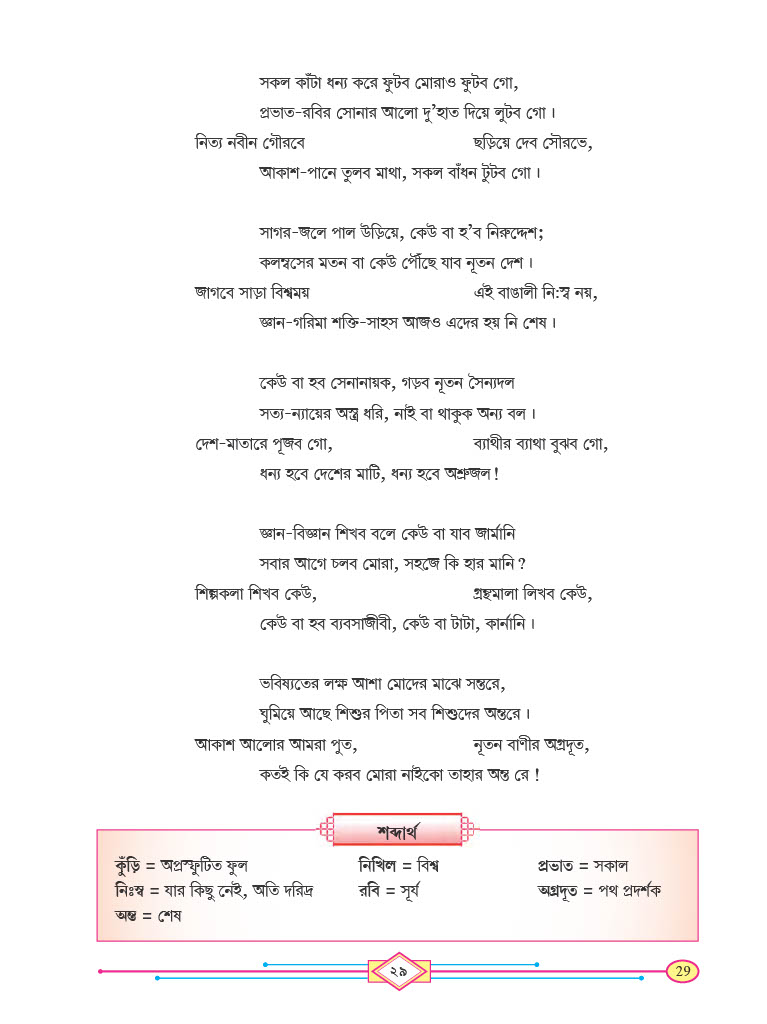 সকল কাঁটা ধন্য করে ফুটব মোরাও ফুটব গো,
প্রভাত-রবির সোনার আলো দু’হাত দিয়ে লুটব গো।
নিত্য নবীন গৌরবে ছড়িয়ে দেব সৌরভে,
আকাশ-পানে তুলব মাথা, সকল বাঁধন টুটব গো।
সাগর-জলে পাল উড়িয়ে, কেউ বা হ’ব নিরুদ্দেশ;
কলম্বসের মতন বা কেউ পৌঁছে যাব নূতন দেশ।
জাগবে সাড়া বিশ্বময় এই বাঙালী নি:স্ব নয়,
জ্ঞান-গরিমা শক্তি-সাহস আজও এদের হয় নি শেষ।
কেউ বা হব সেনানায়ক, গড়ব নূতন সৈন্যদল
সত্য-ন্যায়ের অস্ত্র ধরি, নাই বা থাকুক অন্য বল।
দেশ-মাতারে পূজব গো, ব্যাথীর ব্যাথা বুঝব গো,
ধন্য হবে দেশের মাটি, ধন্য হবে অশ্রুজল!
জ্ঞান-বিজ্ঞান শিখব বলে কেউ বা যাব জার্মানি
সবার আগে চলব মোরা, সহজে কি হার মানি?
শিল্পকলা শিখব কেউ, গ্রন্থমালা লিখব কেউ,
কেউ বা হব ব্যবসাজীবী, কেউ বা টাটা, কার্নানি।
ভবিষ্যতের লক্ষ আশা মোদের মাঝে সন্তরে,
ঘুমিয়ে আছে শিশুর পিতা সব শিশুদের অন্তরে।
আকাশ আলোর আমরা পুত, নূতন বাণীর অগ্রদূত,
কতই কি যে করব মোরা নাইকো তাহার অন্ত রে!
শব্দার্থ
কুঁড়ি = অপ্রস্ফুটিত ফুল নিখিল = বিশ্ব প্রভাত = সকাল
নিঃস্ব = যার কিছু নেই, অতি দরিদ্র রবি = সূর্য অগ্রদূত = পথ প্রদর্শক
অন্ত = শেষ
২৯ 29